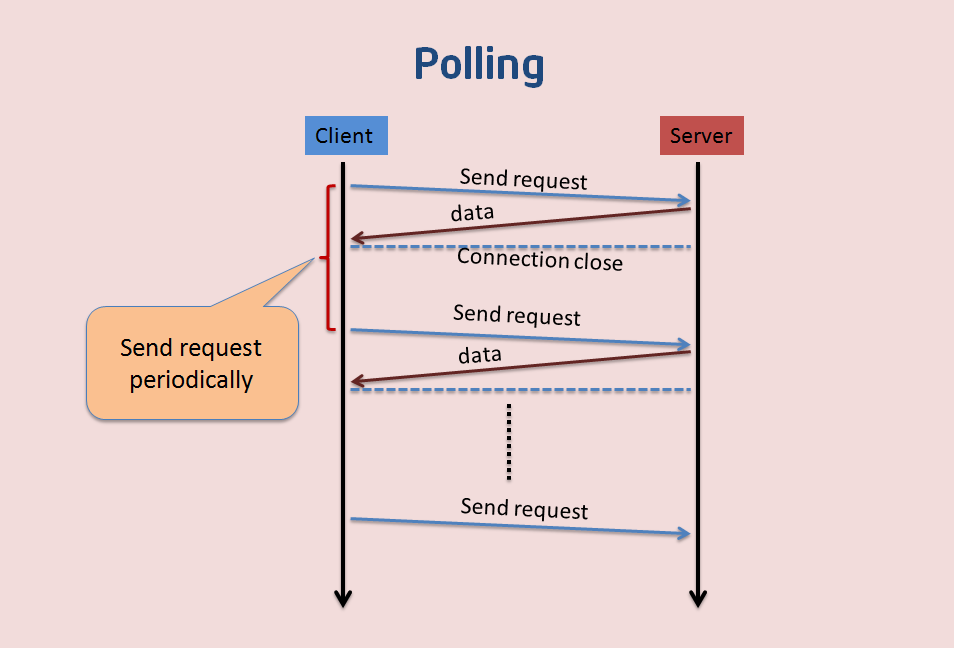 Polling
Client
Server
Send request
data
Connection close
Send request
data
Send request
periodically
Send request